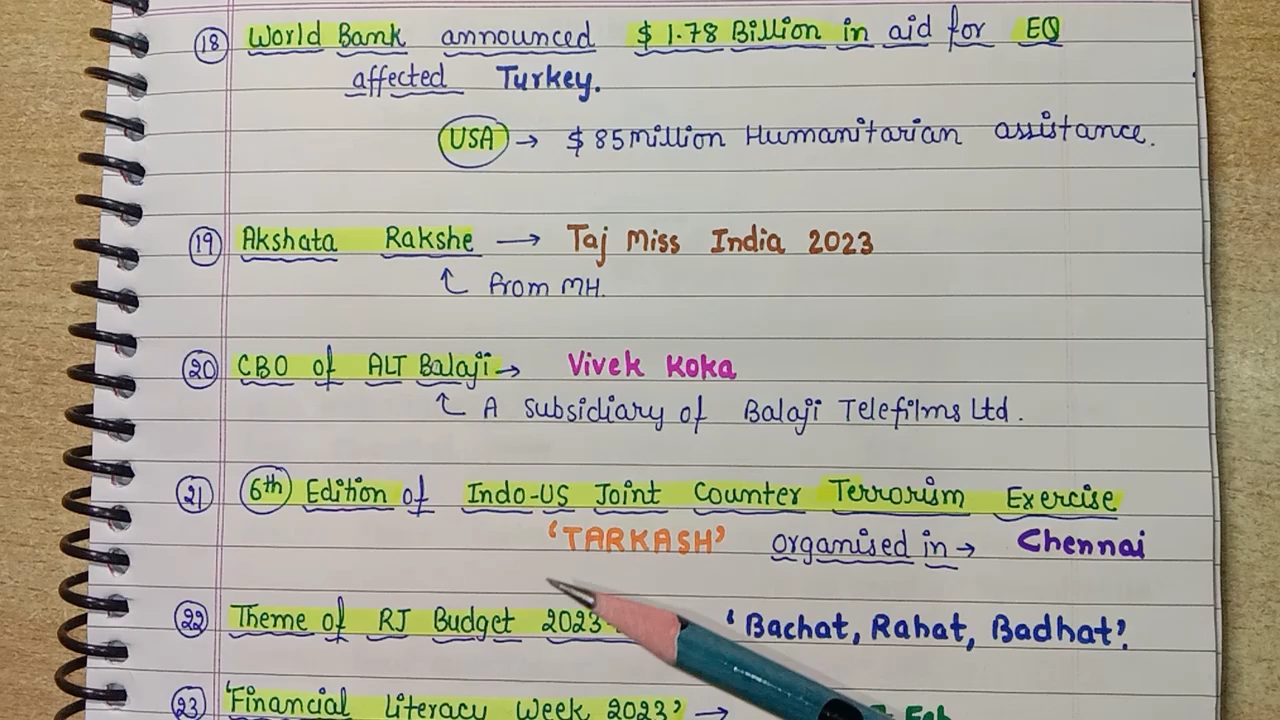 18 World Bank announced $ 1.78 Billion in aid for EQ
affected Turkey.
USA → $ 85 Million Humanitarian assistance.
19 Akshata Rakshe → Taj Miss India 2023
from MH.
20 CBO of ALT Balaji → Vivek Koka
A Subsidiary of Balaji Telefilms Ltd.
21 6th Edition of Indo-US Joint Counter Terrorism Exercise
'TARKASH' organised in → Chennai
22 Theme of RJ Budget 2023 'Bachat, Rahat, Badhat'.
23 'Financial Literacy Week 2023' → Feb